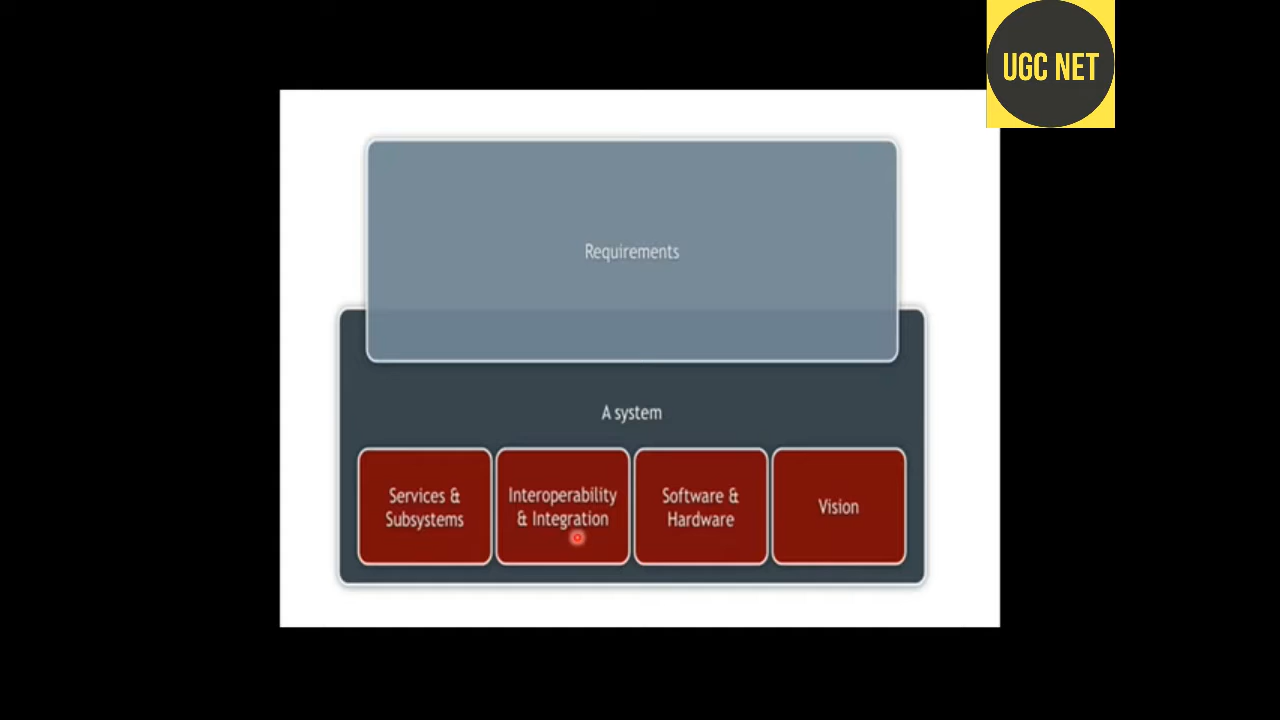 UGC NET
Requirements
A system
Services &
Subsystems
Interoperability
& Integration
Software &
Hardware
Vision